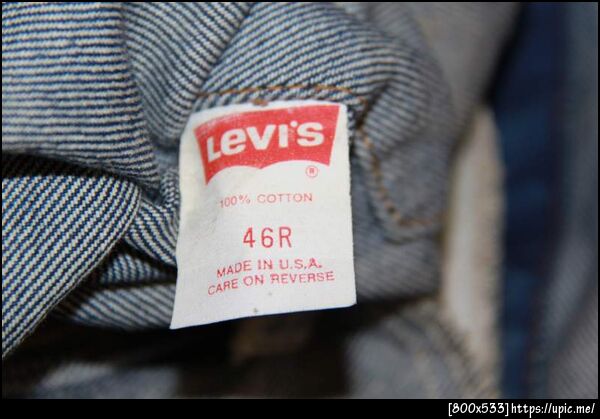 Levi's
®
100% COTTON
46R
MADE IN U.S.A.
CARE ON REVERSE
[800x533]https://upic.me/